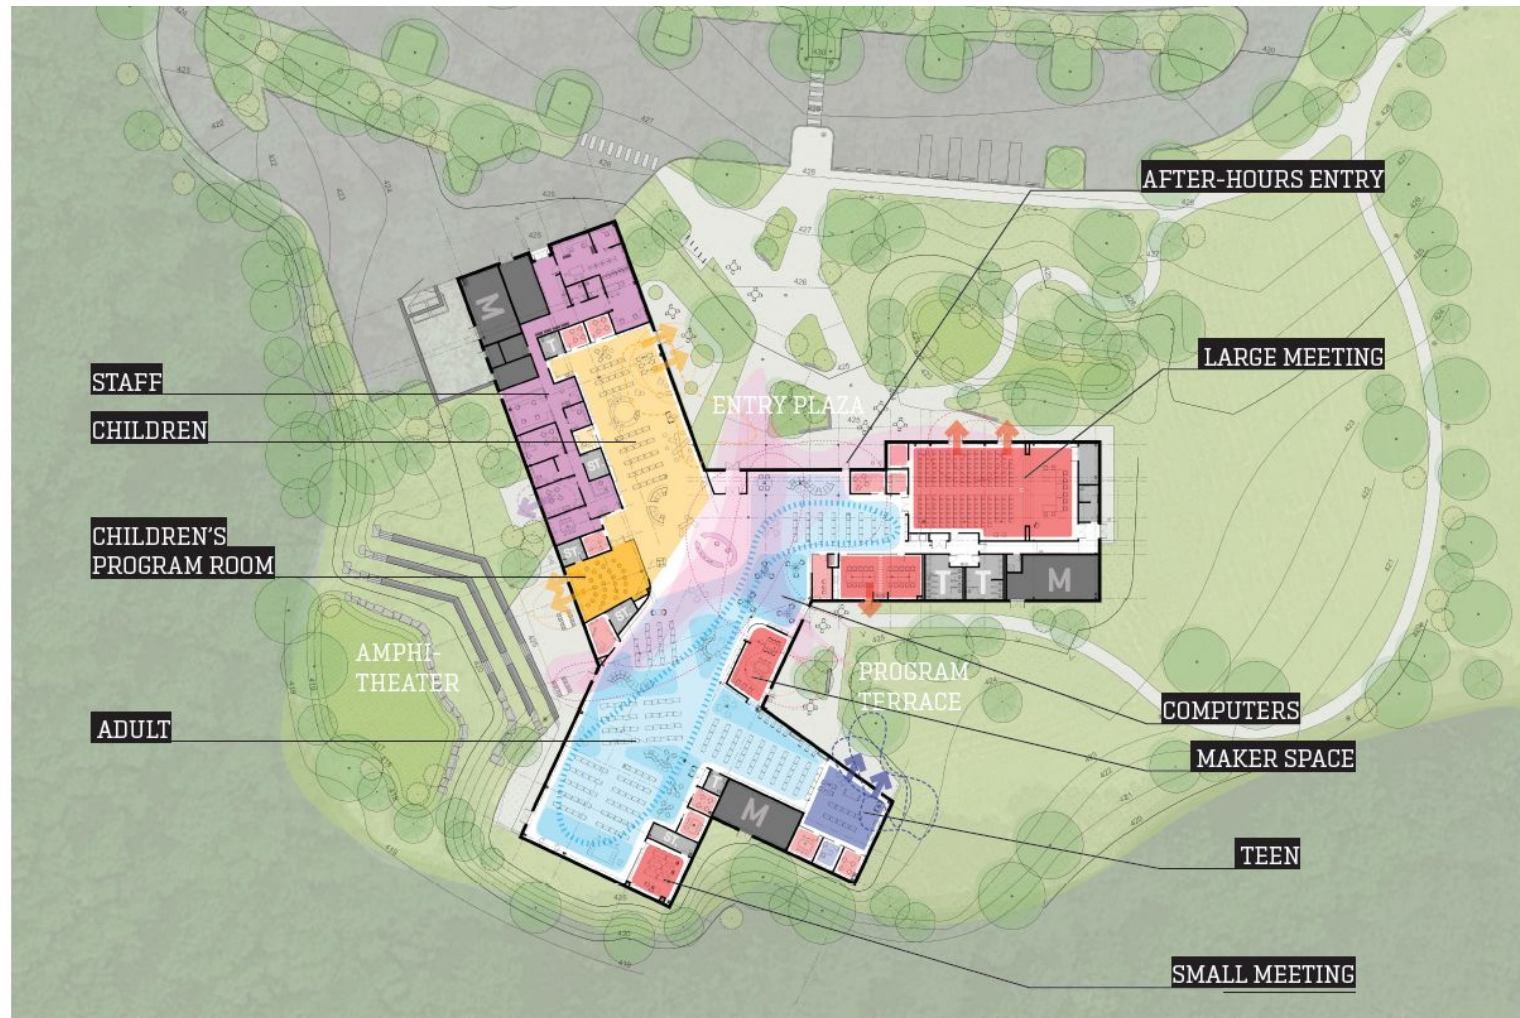 AFTER-HOURS ENTRY
LARGE MEETING
STAFF
CHILDREN
ENTRY PLAZA
CHILDREN'S
PROGRAM ROOM
AMPHI-
THEATER
PROGRAM
TERRACE
COMPUTERS
ADULT
MAKER SPACE
TEEN
SMALL MEETING
M
T
ST.
ST.
ST.
T
T
M
T
M
ST.